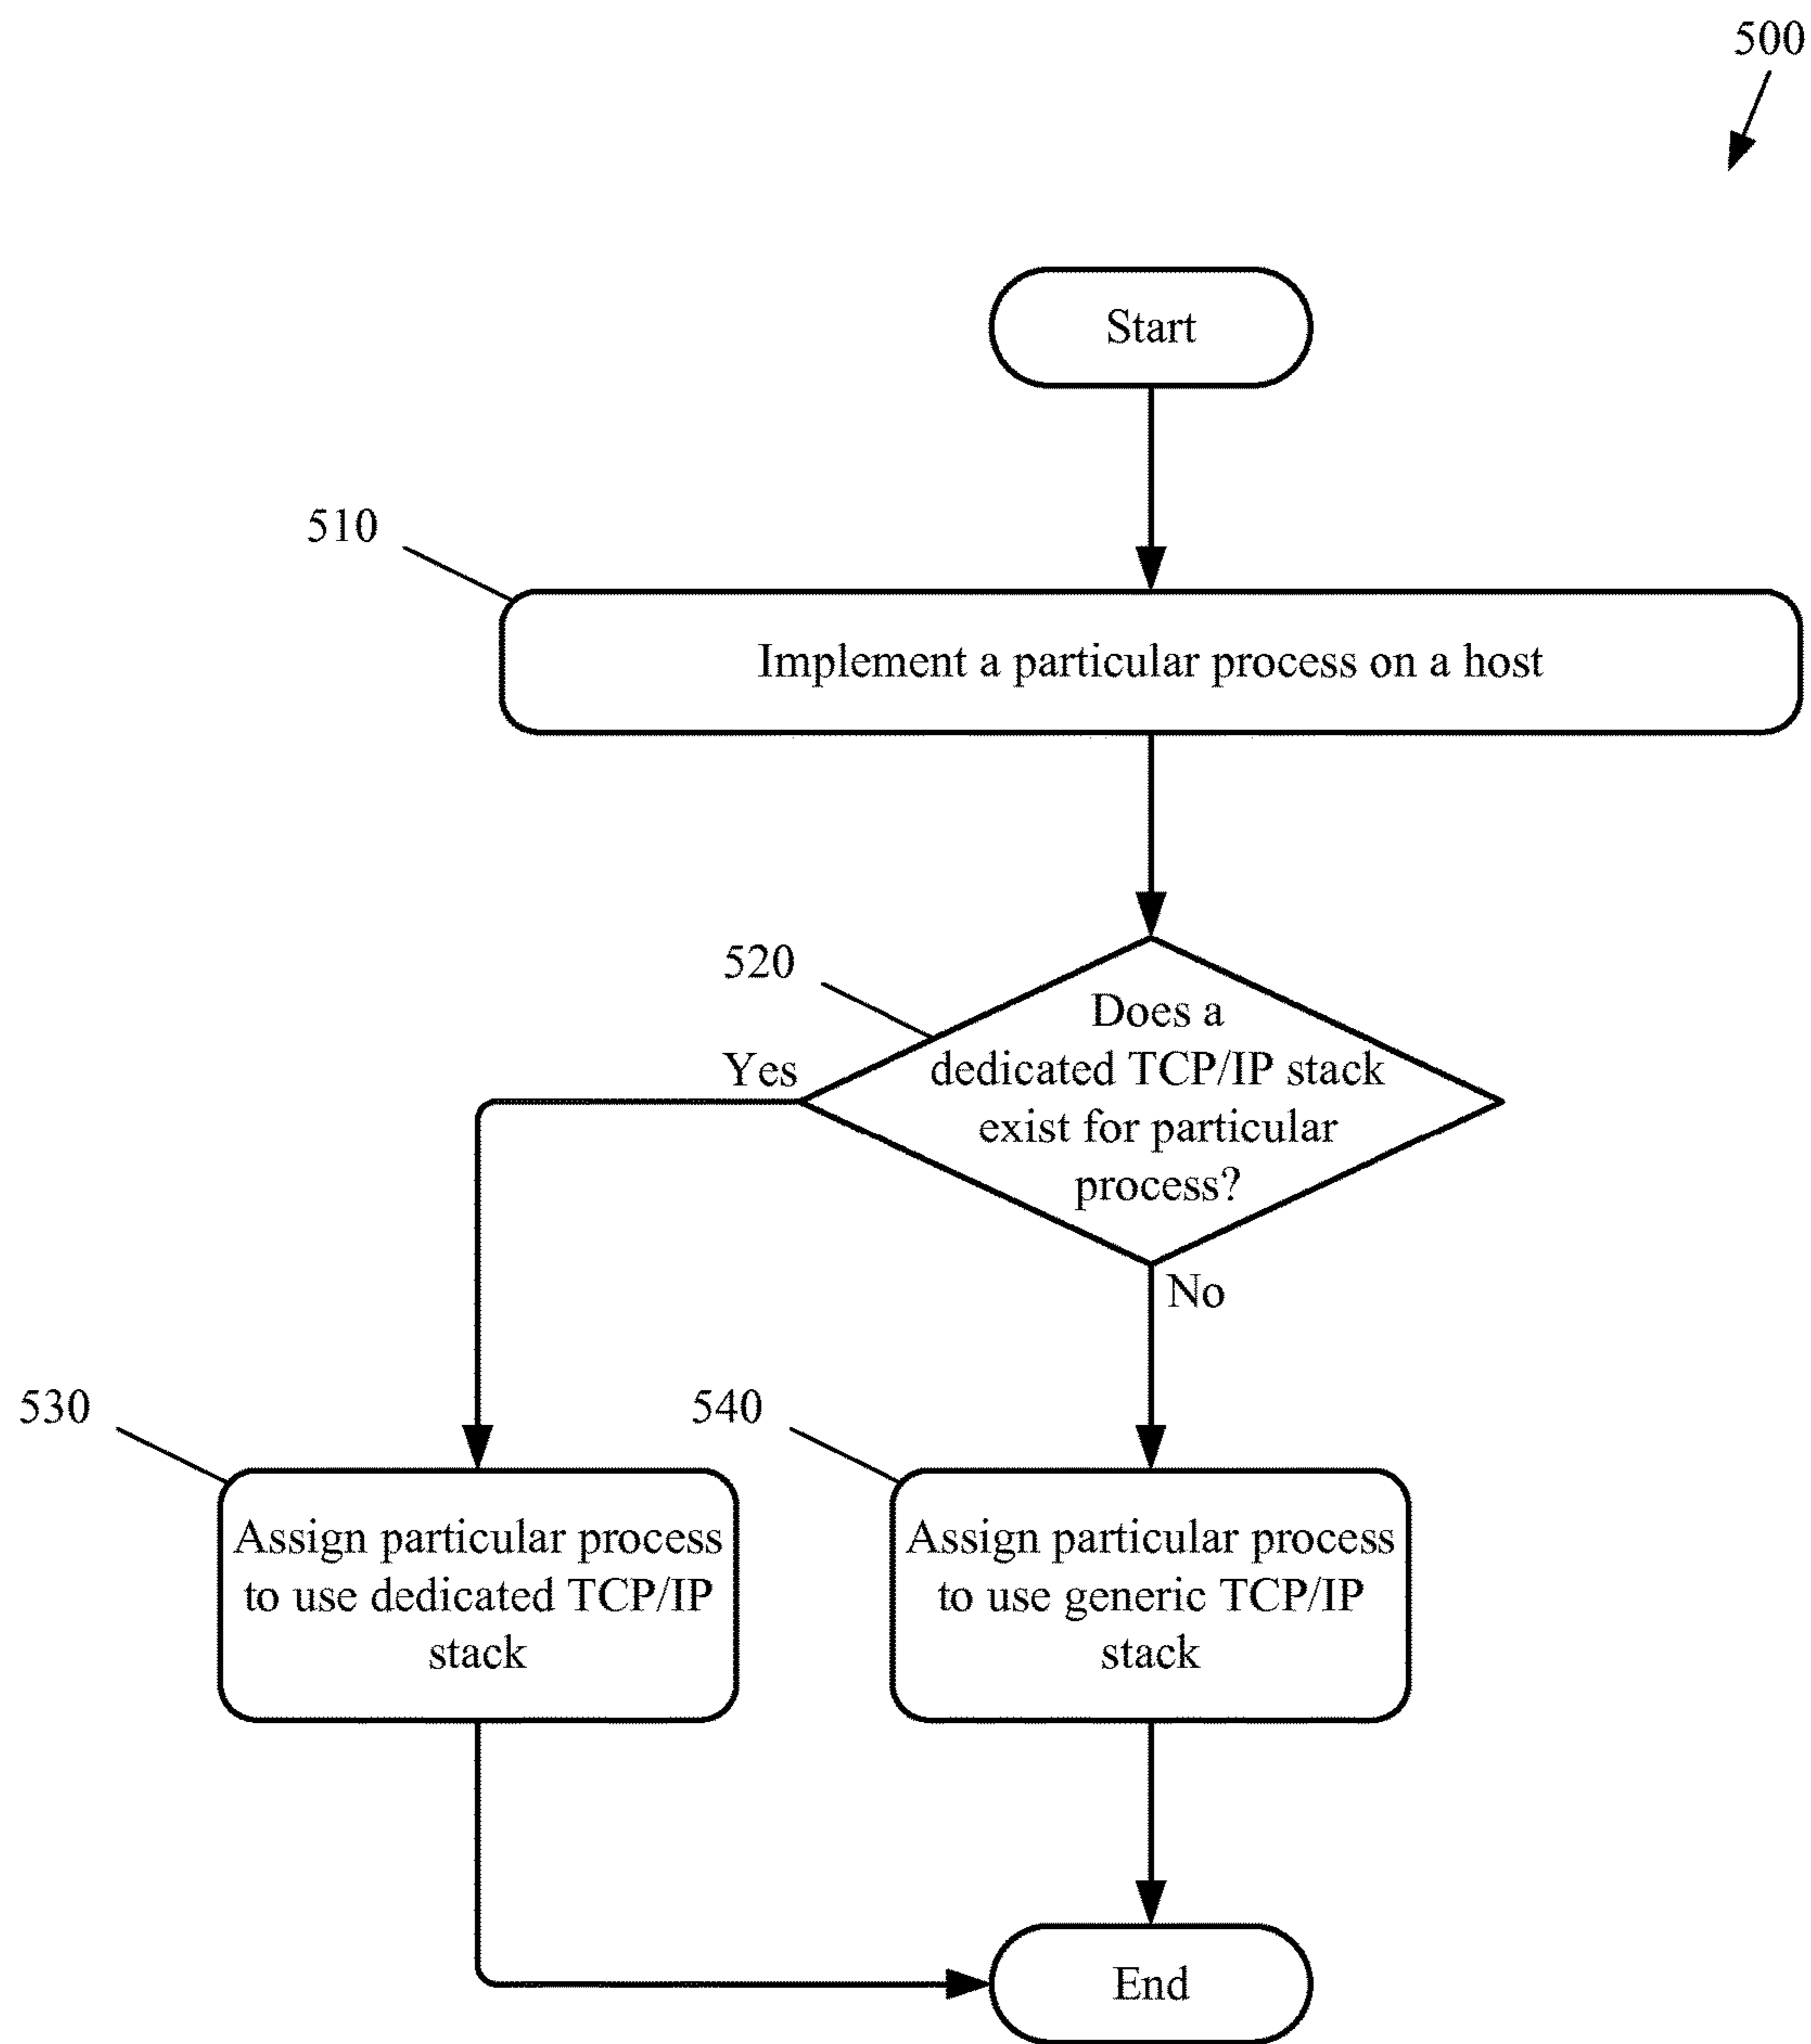 500
Start
510
Implement a particular process on a host
520
Does a
dedicated TCP/IP stack
exist for particular
process?
Yes
No
530
Assign particular process
to use dedicated TCP/IP
stack
540
Assign particular process
to use generic TCP/IP
stack
End